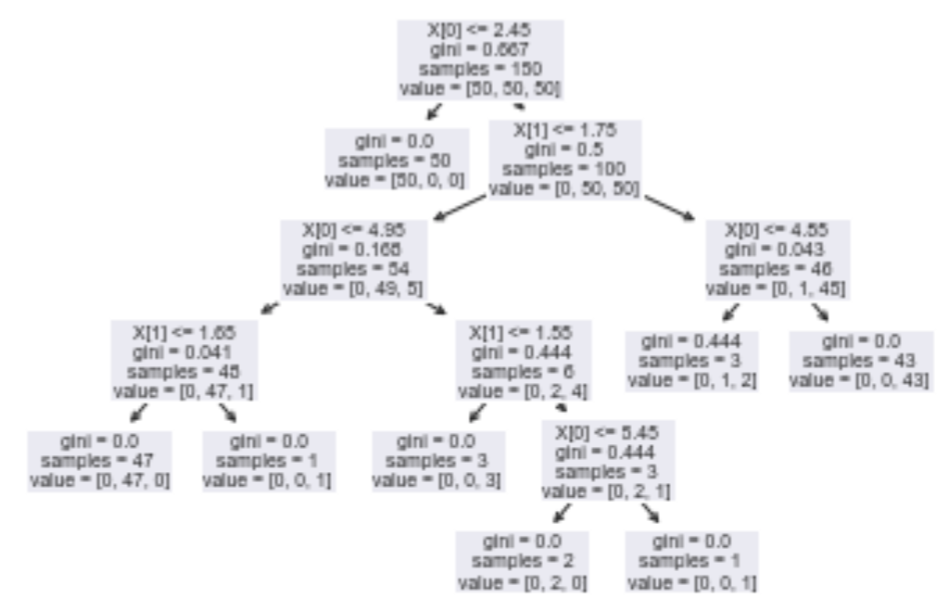 X[0] <= 2.45
gini = 0.667
samples = 150
value = [50, 50, 50]
gini = 0.0
samples = 50
value = [50, 0, 0]
X[1] <= 1.75
gini = 0.5
samples = 100
value = [0, 50, 50]
X[0] <= 4.95
gini = 0.168
samples = 54
value = [0, 49, 5]
X[0] <= 4.85
gini = 0.043
samples = 46
value = [0, 1, 45]
X[1] <= 1.65
gini = 0.041
samples = 48
value = [0, 47, 1]
X[1] <= 1.55
gini = 0.444
samples = 6
value = [0, 2, 4]
gini = 0.444
samples = 3
value = [0, 1, 2]
gini = 0.0
samples = 43
value = [0, 0, 43]
gini = 0.0
samples = 47
value = [0, 47, 0]
gini = 0.0
samples = 1
value = [0, 0, 1]
gini = 0.0
samples = 3
value = [0, 0, 3]
X[0] <= 5.45
gini = 0.444
samples = 3
value = [0, 2, 1]
gini = 0.0
samples = 2
value = [0, 2, 0]
gini = 0.0
samples = 1
value = [0, 0, 1]